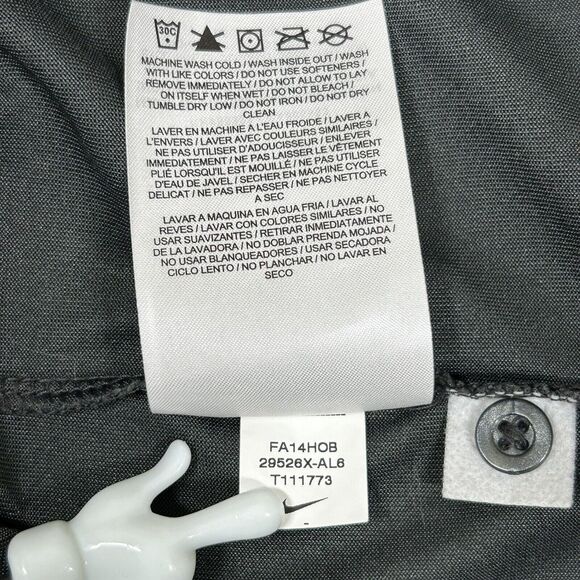 30C
MACHINE WASH COLD / WASH INSIDE OUT / WASH
WITH LIKE COLORS / DO NOT USE SOFTENERS /
REMOVE IMMEDIATELY / DO NOT ALLOW TO LAY
ON ITSELF WHEN WET / DO NOT BLEACH /
TUMBLE DRY LOW / DO NOT IRON / DO NOT DRY
CLEAN
LAVER EN MACHINE A L'EAU FROIDE / LAVER A
L'ENVERS / LAVER AVEC COULEURS SIMILAIRES /
NE PAS UTILISER D'ADOUCISSEUR / ENLEVER
IMMEDIATEMENT / NE PAS LAISSER LE VÊTEMENT
PLIÉ LORSQU'IL EST MOUILLÉ / NE PAS UTILISER
D'EAU DE JAVEL / SECHER EN MACHINE CYCLE
DELICAT / NE PAS REPASSER / NE PAS NETTOYER
A SEC
LAVAR A MAQUINA EN AGUA FRIA / LAVAR AL
REVES / LAVAR CON COLORES SIMILARES / NO
USAR SUAVIZANTES / RETIRAR INMEDIATAMENTE /
DE LA LAVADORA / NO DOBLAR PRENDA MOJADA /
NO USAR BLANQUEADORES / USAR SECADORA
CICLO LENTO / NO PLANCHAR / NO LAVAR EN
SECO
FA14HOB
29526X-AL6
T111773